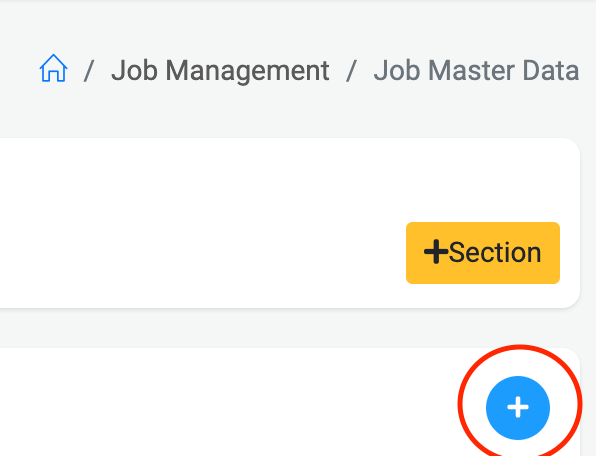 / Job Management / Job Master Data
+Section
+